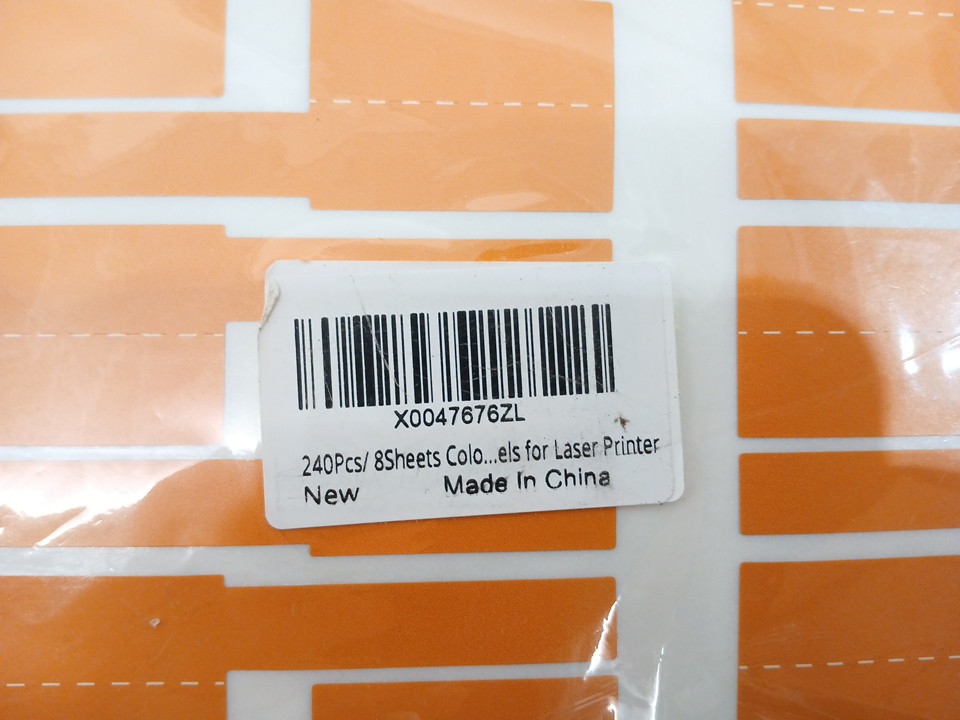 X0047676ZL
240Pcs/ 8Sheets Colo...els for Laser Printer
New Made In China